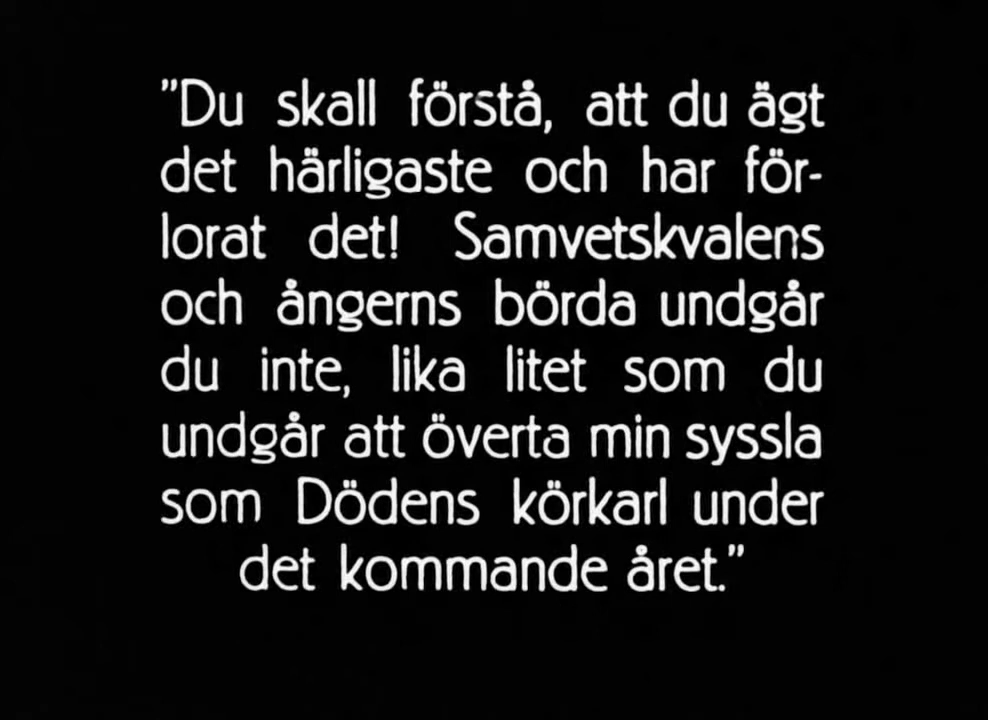 "Du skall förstå, att du ägt
det härligaste och har för-
lorat det! Samvetskvalens
och ångerns börda undgår
du inte, lika litet som du
undgår att överta min syssla
som Dödens körkarl under
det kommande året."